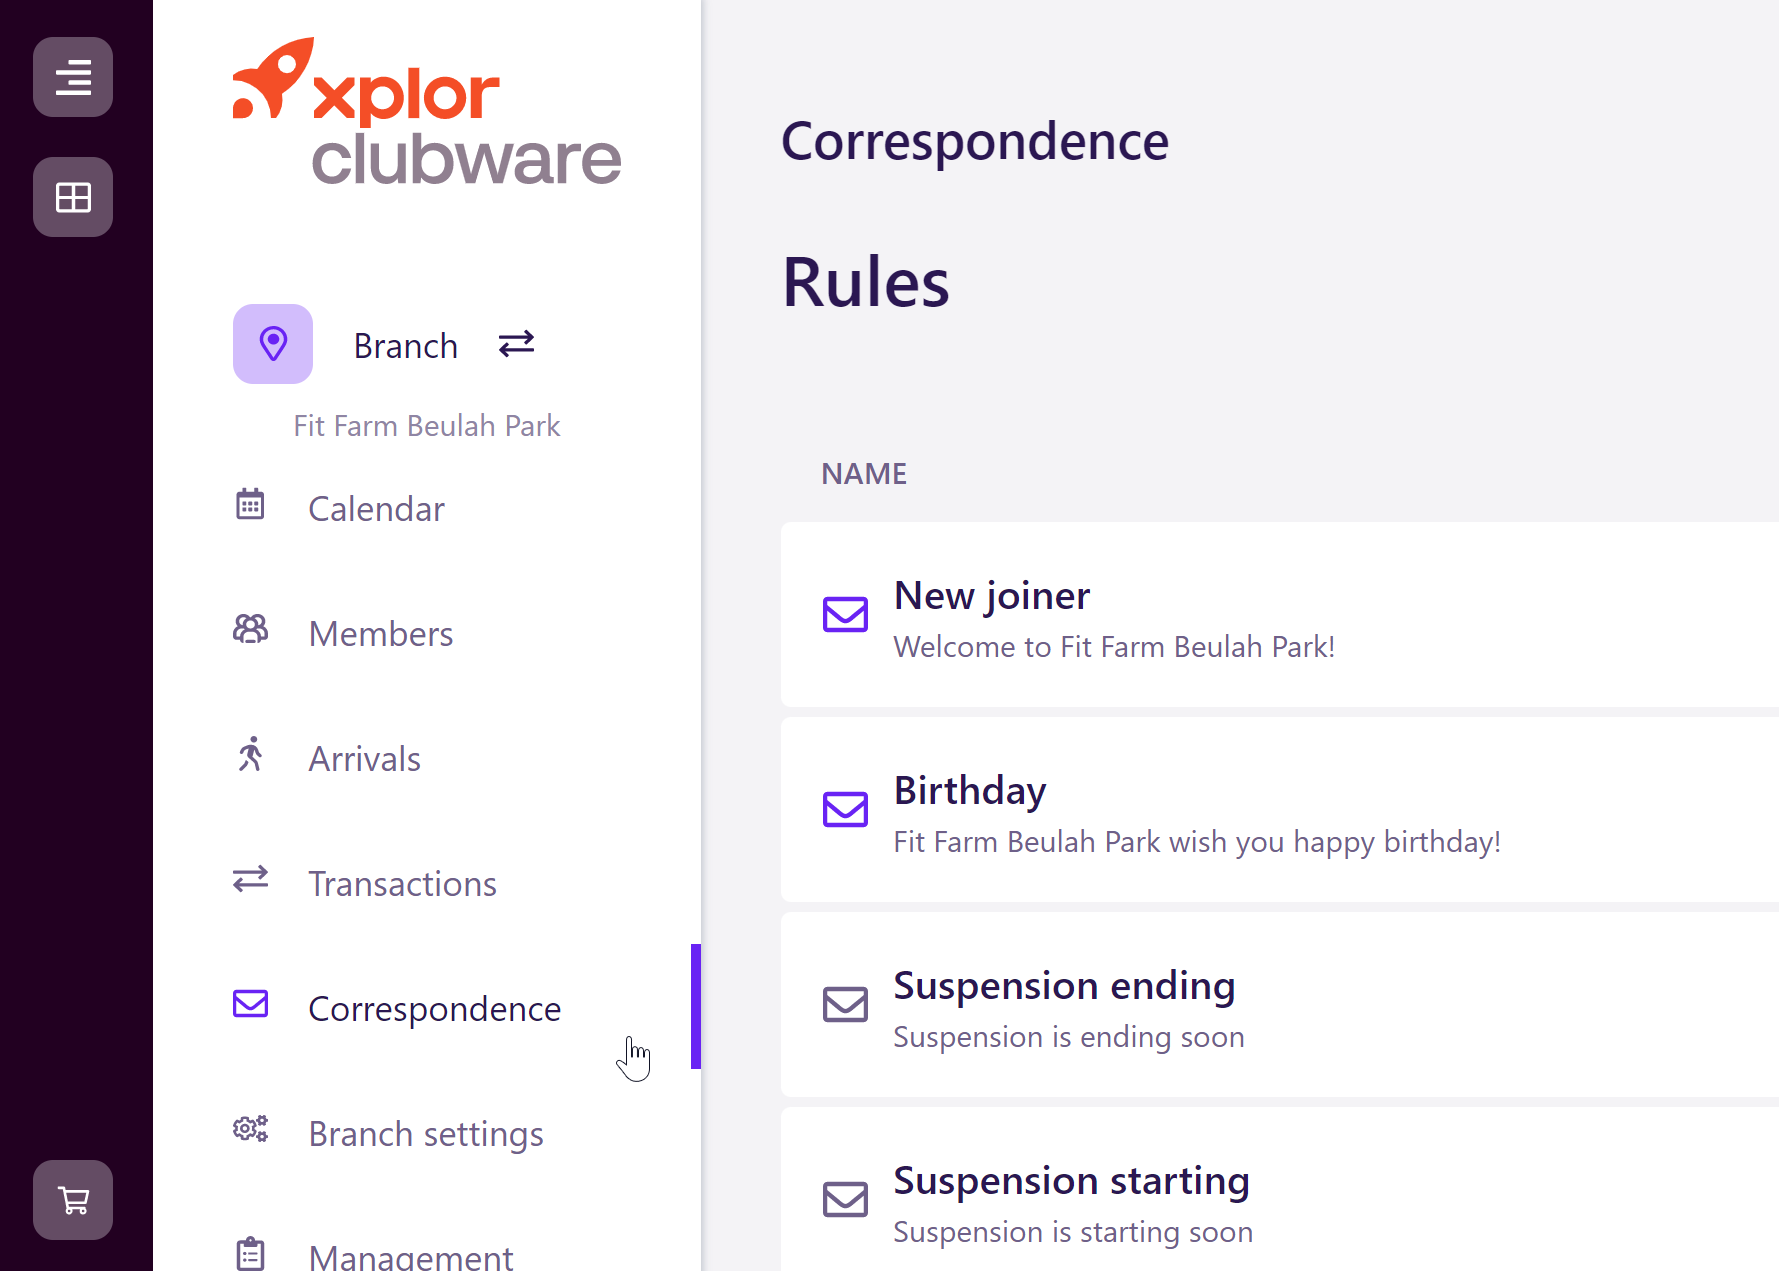 xplor
clubware
Branch
Fit Farm Beulah Park
Calendar
Members
Arrivals
Transactions
Correspondence
Branch settings
Management
Correspondence
Rules
NAME
New joiner
Welcome to Fit Farm Beulah Park!
Birthday
Fit Farm Beulah Park wish you happy birthday!
Suspension ending
Suspension is ending soon
Suspension starting
Suspension is starting soon